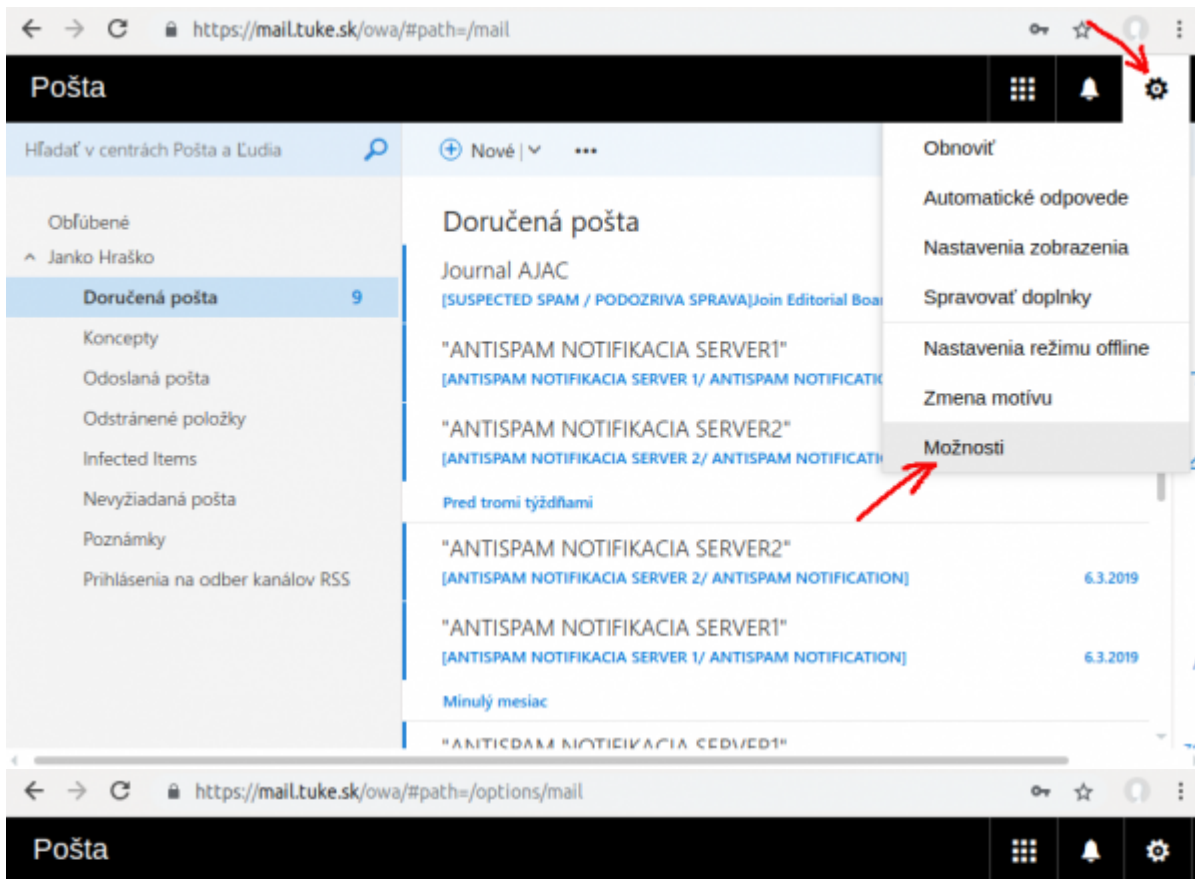 https://mail.tuke.sk/owa/#path=/mail
Pošta
Hľadať v centrách Pošta a Ľudia
Nové
Obnoviť
Automatické odpovede
Nastavenia zobrazenia
Spravovať doplnky
Nastavenia režimu offline
Zmena motívu
Možnosti
Obľúbené
Janko Hraško
Doručená pošta 9
Koncepty
Odoslaná pošta
Odstránené položky
Infected Items
Nevyžiadaná pošta
Poznámky
Prihlásenia na odber kanálov RSS
Doručená pošta
Journal AJAC
[SUSPECTED SPAM / PODOZRIVA SPRAVA]Join Editorial Boa
"ANTISPAM NOTIFIKACIA SERVER1"
[ANTISPAM NOTIFIKACIA SERVER 1/ ANTISPAM NOTIFICATIO
"ANTISPAM NOTIFIKACIA SERVER2"
[ANTISPAM NOTIFIKACIA SERVER 2/ ANTISPAM NOTIFICATI
Pred tromi týždňami
"ANTISPAM NOTIFIKACIA SERVER2"
[ANTISPAM NOTIFIKACIA SERVER 2/ ANTISPAM NOTIFICATION] 6.3.2019
"ANTISPAM NOTIFIKACIA SERVER1"
[ANTISPAM NOTIFIKACIA SERVER 1/ ANTISPAM NOTIFICATION] 6.3.2019
Minulý mesiac
"ANTISPAM NOTIFIKACIA SERVER1"
https://mail.tuke.sk/owa/#path=/options/mail
Pošta